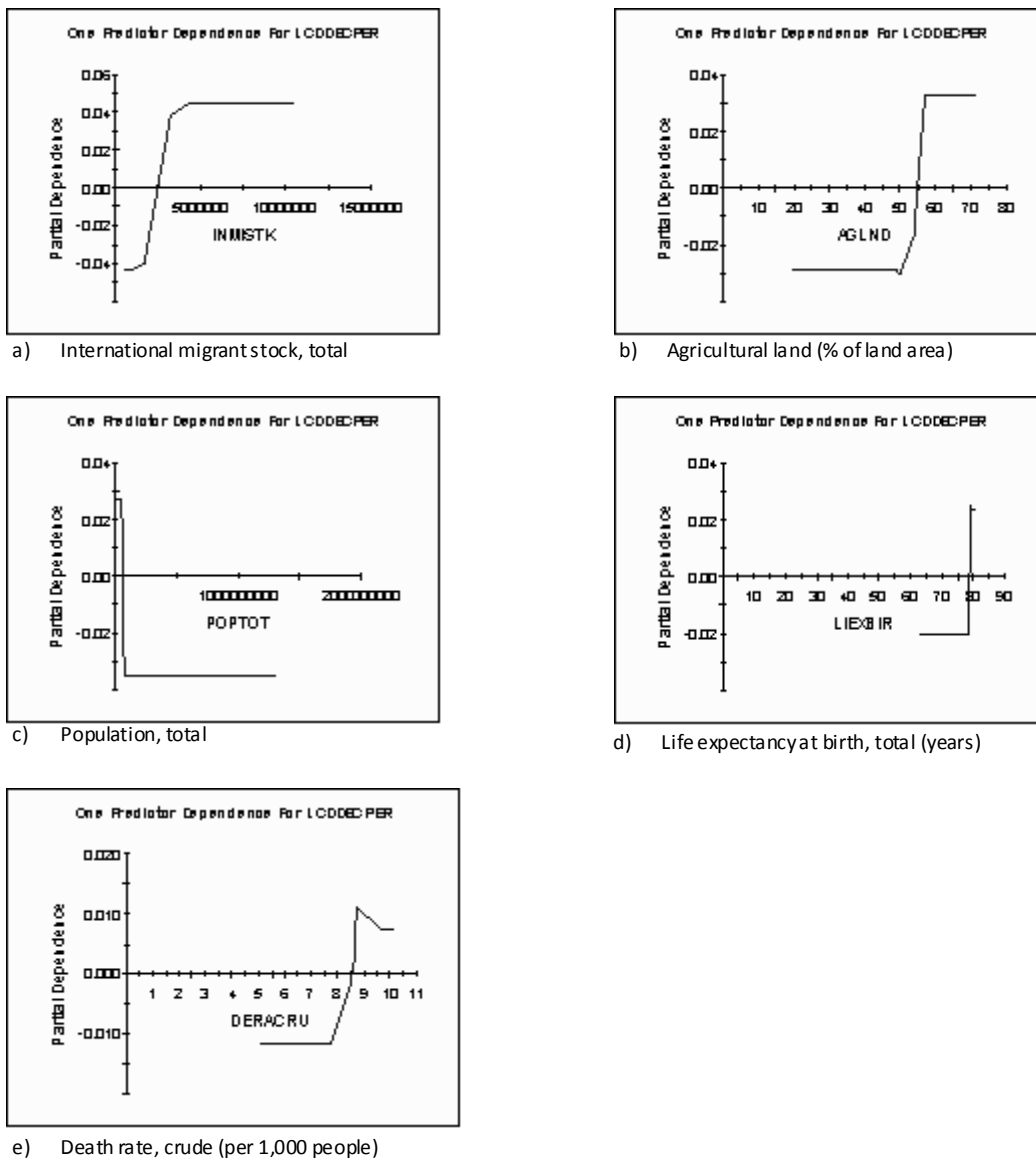 One Predictor Dependence For LCDDECPER
0.06
0.04
0.02
0.00
-0.02
-0.04
Partial Dependence
5000000 10000000 15000000
INMISTK
a) International migrant stock, total
One Predictor Dependence For LCDDECPER
0.04
0.02
0.00
-0.02
Partial Dependence
10 20 30 40 50 60 70 80
AGLND
b) Agricultural land (% of land area)
One Predictor Dependence For LCDDECPER
0.04
0.02
0.00
-0.02
Partial Dependence
1000000000 2000000000
POPTOT
c) Population, total
One Predictor Dependence For LCDDECPER
0.04
0.02
0.00
-0.02
Partial Dependence
10 20 30 40 50 60 70 80 90
LIEXBIR
d) Life expectancy at birth, total (years)
One Predictor Dependence For LCDDECPER
0.020
0.010
0.000
-0.010
Partial Dependence
1 2 3 4 5 6 7 8 9 10 11
DERACRU
e) Death rate, crude (per 1,000 people)